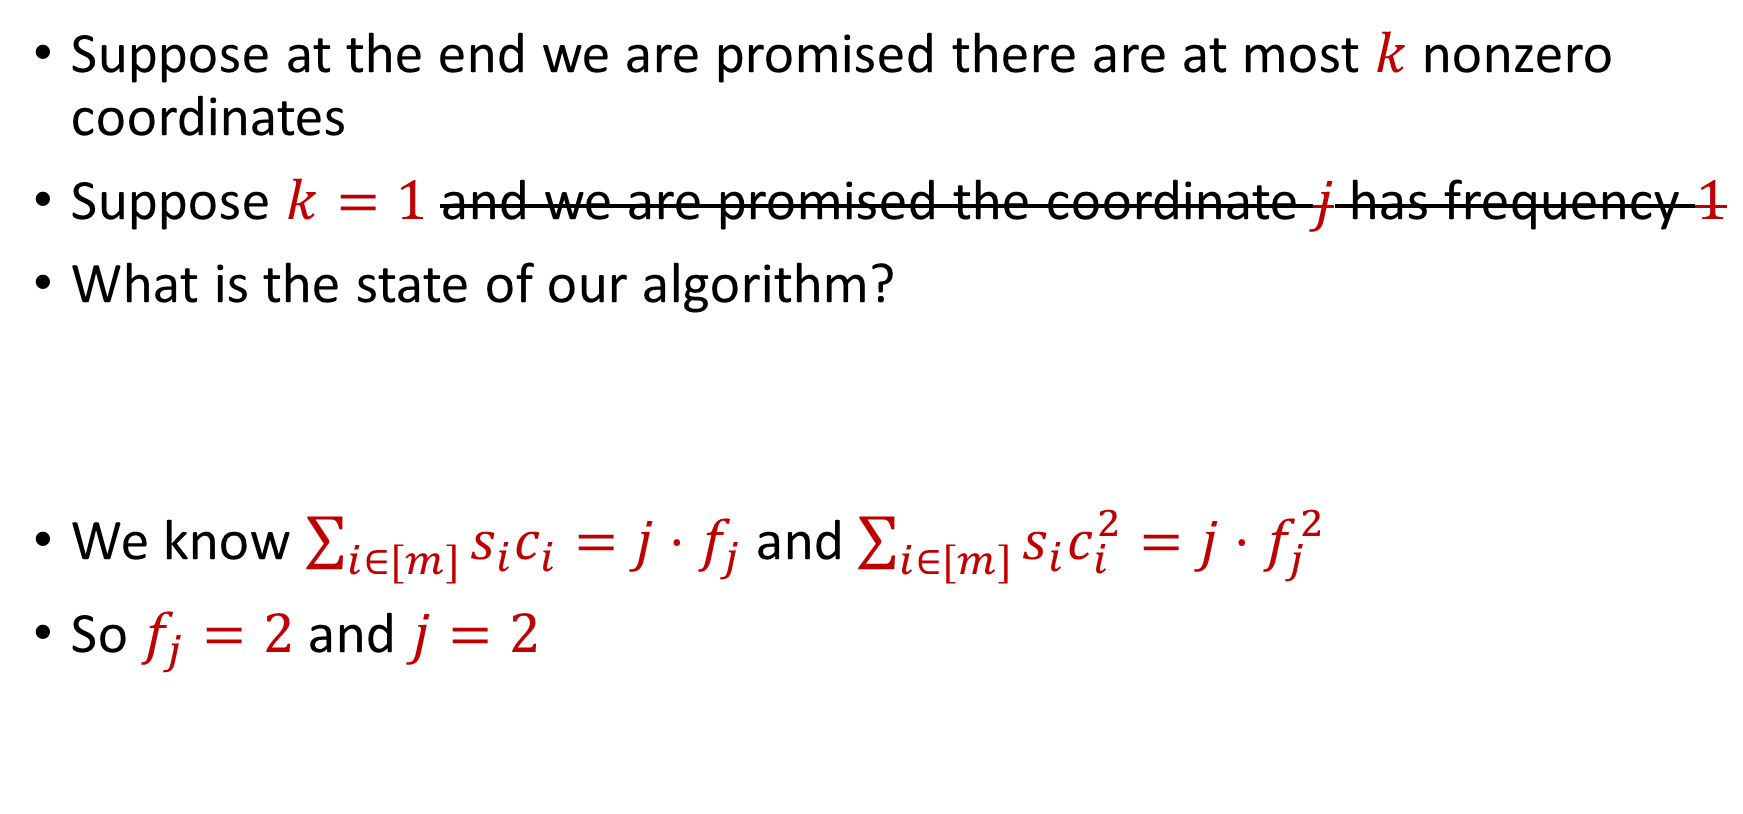 • Suppose at the end we are promised there are at most k nonzero
coordinates
• Suppose k = 1 and we are promised the coordinate j has frequency 1
• What is the state of our algorithm?
• We know ∑_{i∈[m]} s_i c_i = j · f_j and ∑_{i∈[m]} s_i c_i^2 = j · f_j^2
• So f_j = 2 and j = 2